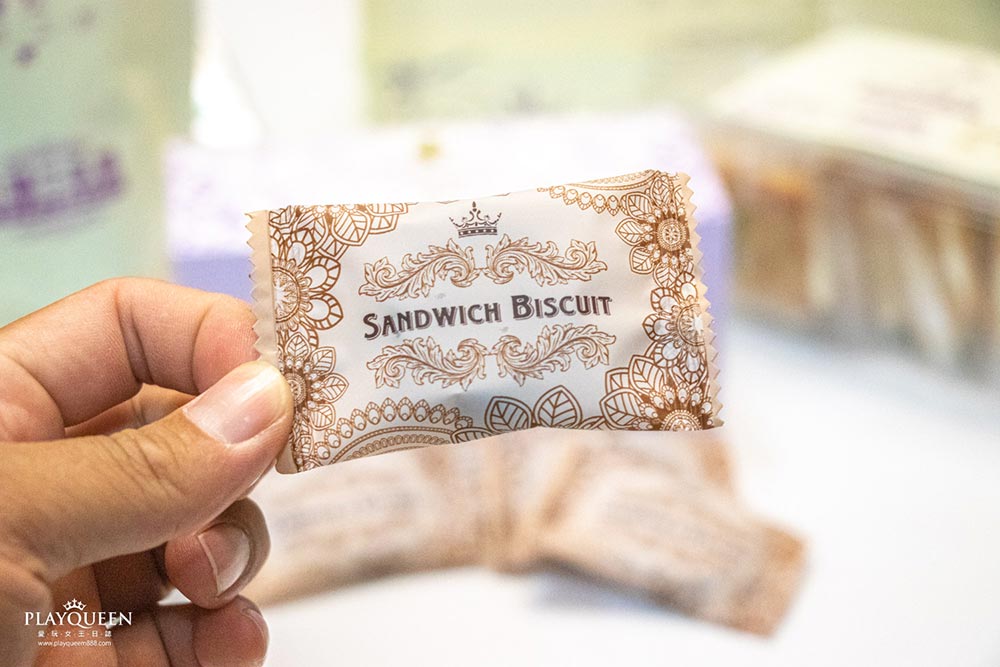 SANDWICH BISCUIT
PLAYQUEEN
愛‧玩‧女‧王‧日‧誌
www.playqueen888.com